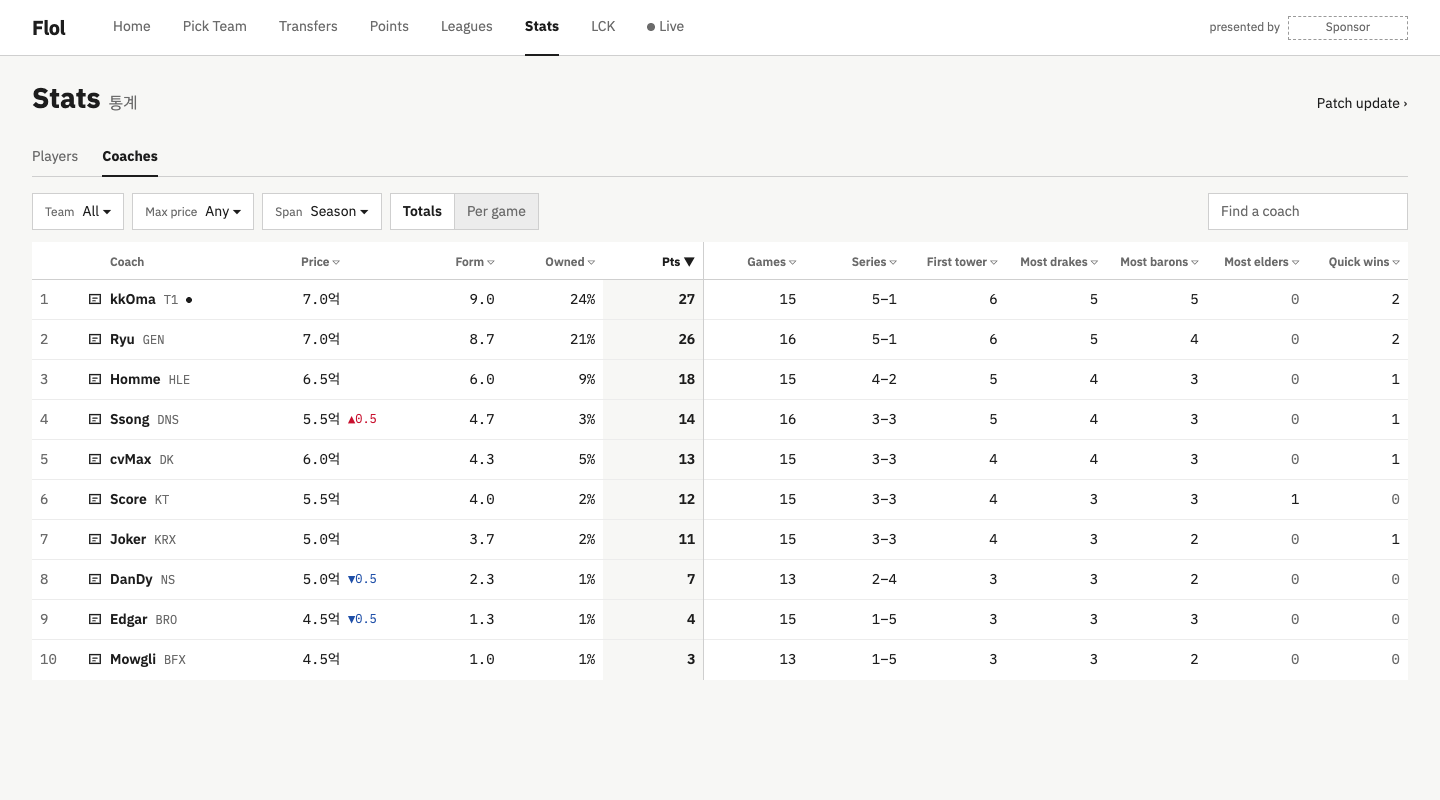 Flol Home Pick Team Transfers Points Leagues Stats LCK ● Live presented by Sponsor
Stats 통계 Patch update ›
Players Coaches
Team All ▾ Max price Any ▾ Span Season ▾ Totals Per game Find a coach
Coach Price Form Owned Pts ▼ Games Series First tower Most drakes Most barons Most elders Quick wins
1 kkOma T1 ● 7.0억 9.0 24% 27 15 5–1 6 5 5 0 2
2 Ryu GEN 7.0억 8.7 21% 26 16 5–1 6 5 4 0 2
3 Homme HLE 6.5억 6.0 9% 18 15 4–2 5 4 3 0 1
4 Ssong DNS 5.5억 ▲0.5 4.7 3% 14 16 3–3 5 4 3 0 1
5 cvMax DK 6.0억 4.3 5% 13 15 3–3 4 4 3 0 1
6 Score KT 5.5억 4.0 2% 12 15 3–3 4 3 3 1 0
7 Joker KRX 5.0억 3.7 2% 11 15 3–3 4 3 2 0 1
8 DanDy NS 5.0억 ▼0.5 2.3 1% 7 13 2–4 3 3 2 0 0
9 Edgar BRO 4.5억 ▼0.5 1.3 1% 4 15 1–5 3 3 3 0 0
10 Mowgli BFX 4.5억 1.0 1% 3 13 1–5 3 3 2 0 0